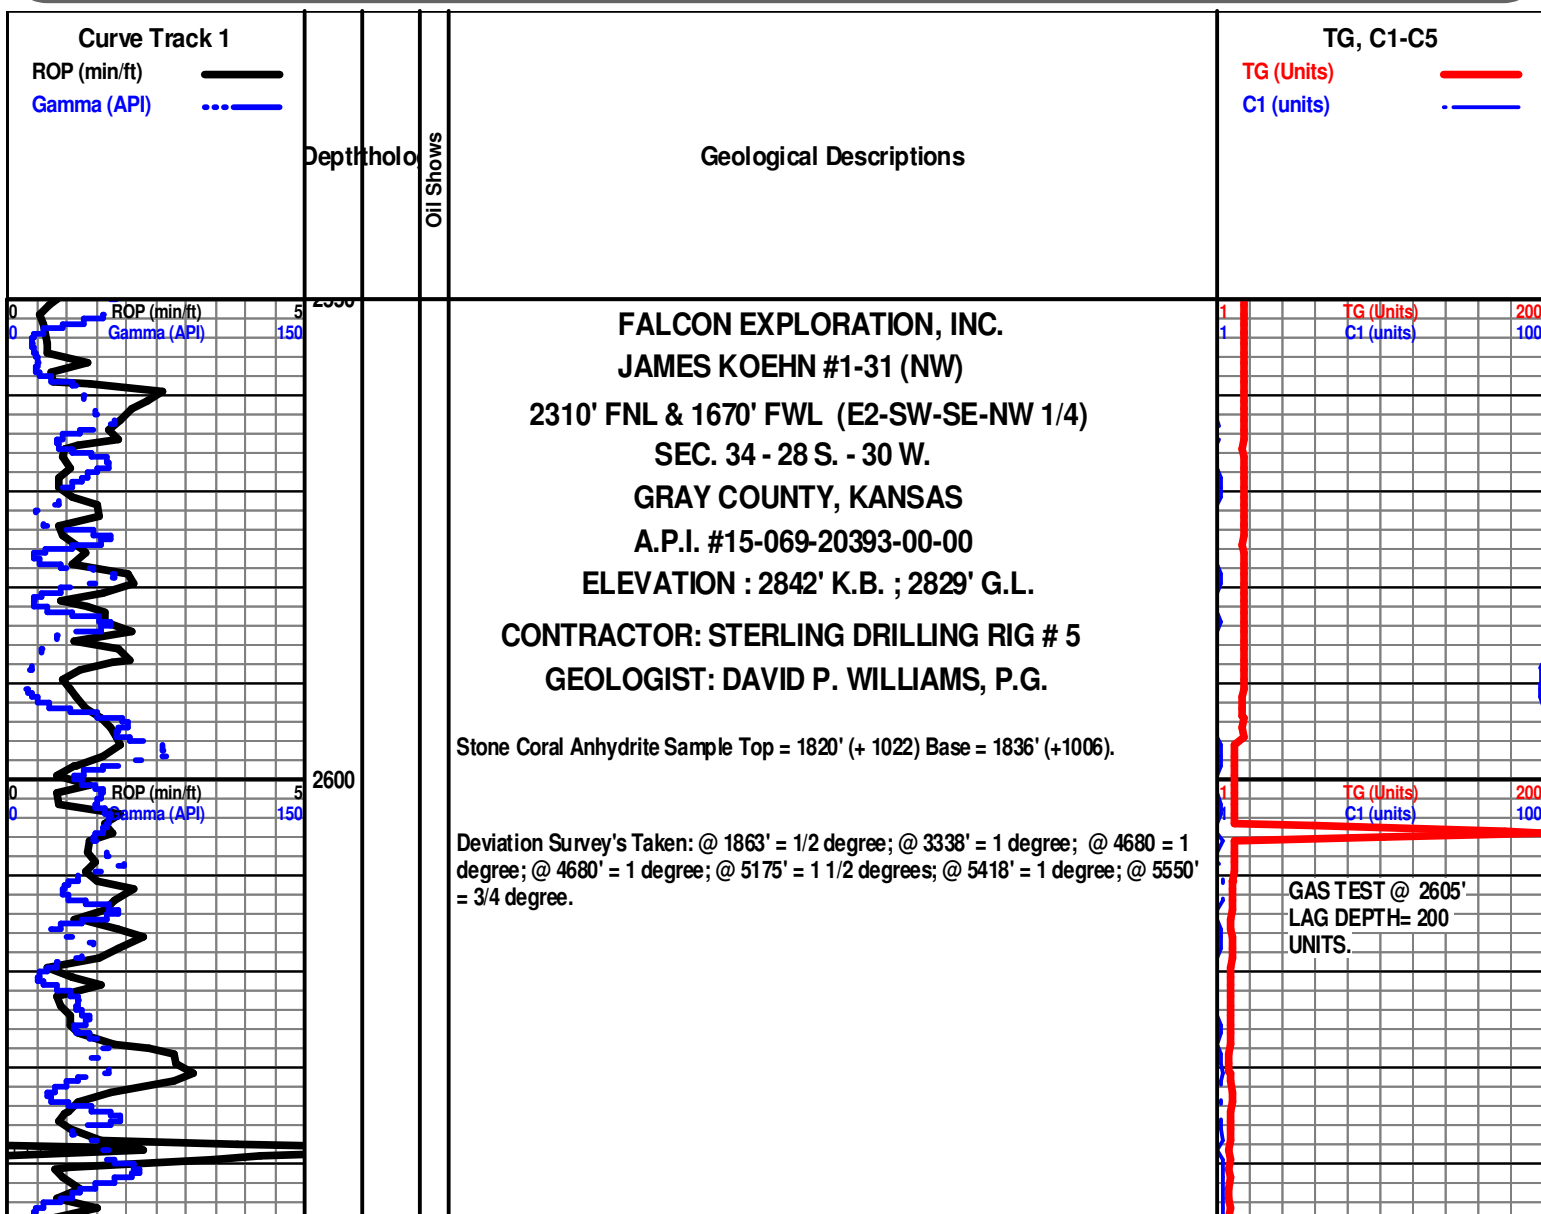 Curve Track 1
ROP (min/ft)
Gamma (API)
Depth
tholo
Oil Shows
Geological Descriptions
TG, C1-C5
TG (Units)
C1 (units)
0 ROP (min/ft) 5
0 Gamma (API) 150
FALCON EXPLORATION, INC.
JAMES KOEHN #1-31 (NW)
2310' FNL & 1670' FWL (E2-SW-SE-NW 1/4)
SEC. 34 - 28 S. - 30 W.
GRAY COUNTY, KANSAS
A.P.I. #15-069-20393-00-00
ELEVATION : 2842' K.B. ; 2829' G.L.
CONTRACTOR: STERLING DRILLING RIG # 5
GEOLOGIST: DAVID P. WILLIAMS, P.G.
1 TG (Units) 200
1 C1 (units) 100
Stone Coral Anhydrite Sample Top = 1820' (+ 1022) Base = 1836' (+1006).
2600
0 ROP (min/ft) 5
0 Gamma (API) 150
1 TG (Units) 200
1 C1 (units) 100
Deviation Survey's Taken: @ 1863' = 1/2 degree; @ 3338' = 1 degree; @ 4680 = 1
degree; @ 4680' = 1 degree; @ 5175' = 1 1/2 degrees; @ 5418' = 1 degree; @ 5550'
= 3/4 degree.
GAS TEST @ 2605'
LAG DEPTH= 200
UNITS.